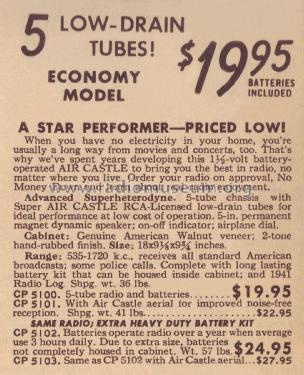 5 LOW-DRAIN
TUBES!
ECONOMY
MODEL
$19.95
BATTERIES
INCLUDED
A STAR PERFORMER—PRICED LOW!
When you have no electricity in your home, you're
usually a long way from movies and concerts, too. That's
why we've spent years developing this 1½-volt battery-
operated AIR CASTLE to bring you the best in radio, no
matter where you live. Order your radio on approval, No
Money Down,
Advanced Superheterodyne. 5-tube chassis with
Super AIR CASTLE RCA-Licensed low-drain tubes for
ideal performance at low cost of operation. 5-in. permanent
magnet dynamic speaker; on-off indicator, airplane dial.
Cabinet: Genuine American Walnut veneer; 2-tone
hand-rubbed finish. Size; 18x9¼x9¾ inches.
Range: 535-1720 k.c., receives all standard American
broadcasts; some police calls. Complete with long lasting
battery kit that can be housed inside cabinet; and 1941
Radio Log. Shpg. wt. 36 lbs.
CP 5100. 5-tube radio and batteries........$19.95
CP 5101. With Air Castle aerial for improved noise-free
reception. Shpg. wt. 41 lbs.....................$22.95
SAME RADIO; EXTRA HEAVY DUTY BATTERY KIT
CP 5102. Batteries operate radio over a year when average
use 3 hours daily. Due to extra size, batteries
not completely housed in cabinet. Wt. 57 lbs. $24.95
CP 5103. Same as CP 5102 with Air Castle aerial...$27.95
www.radiomuseum.org